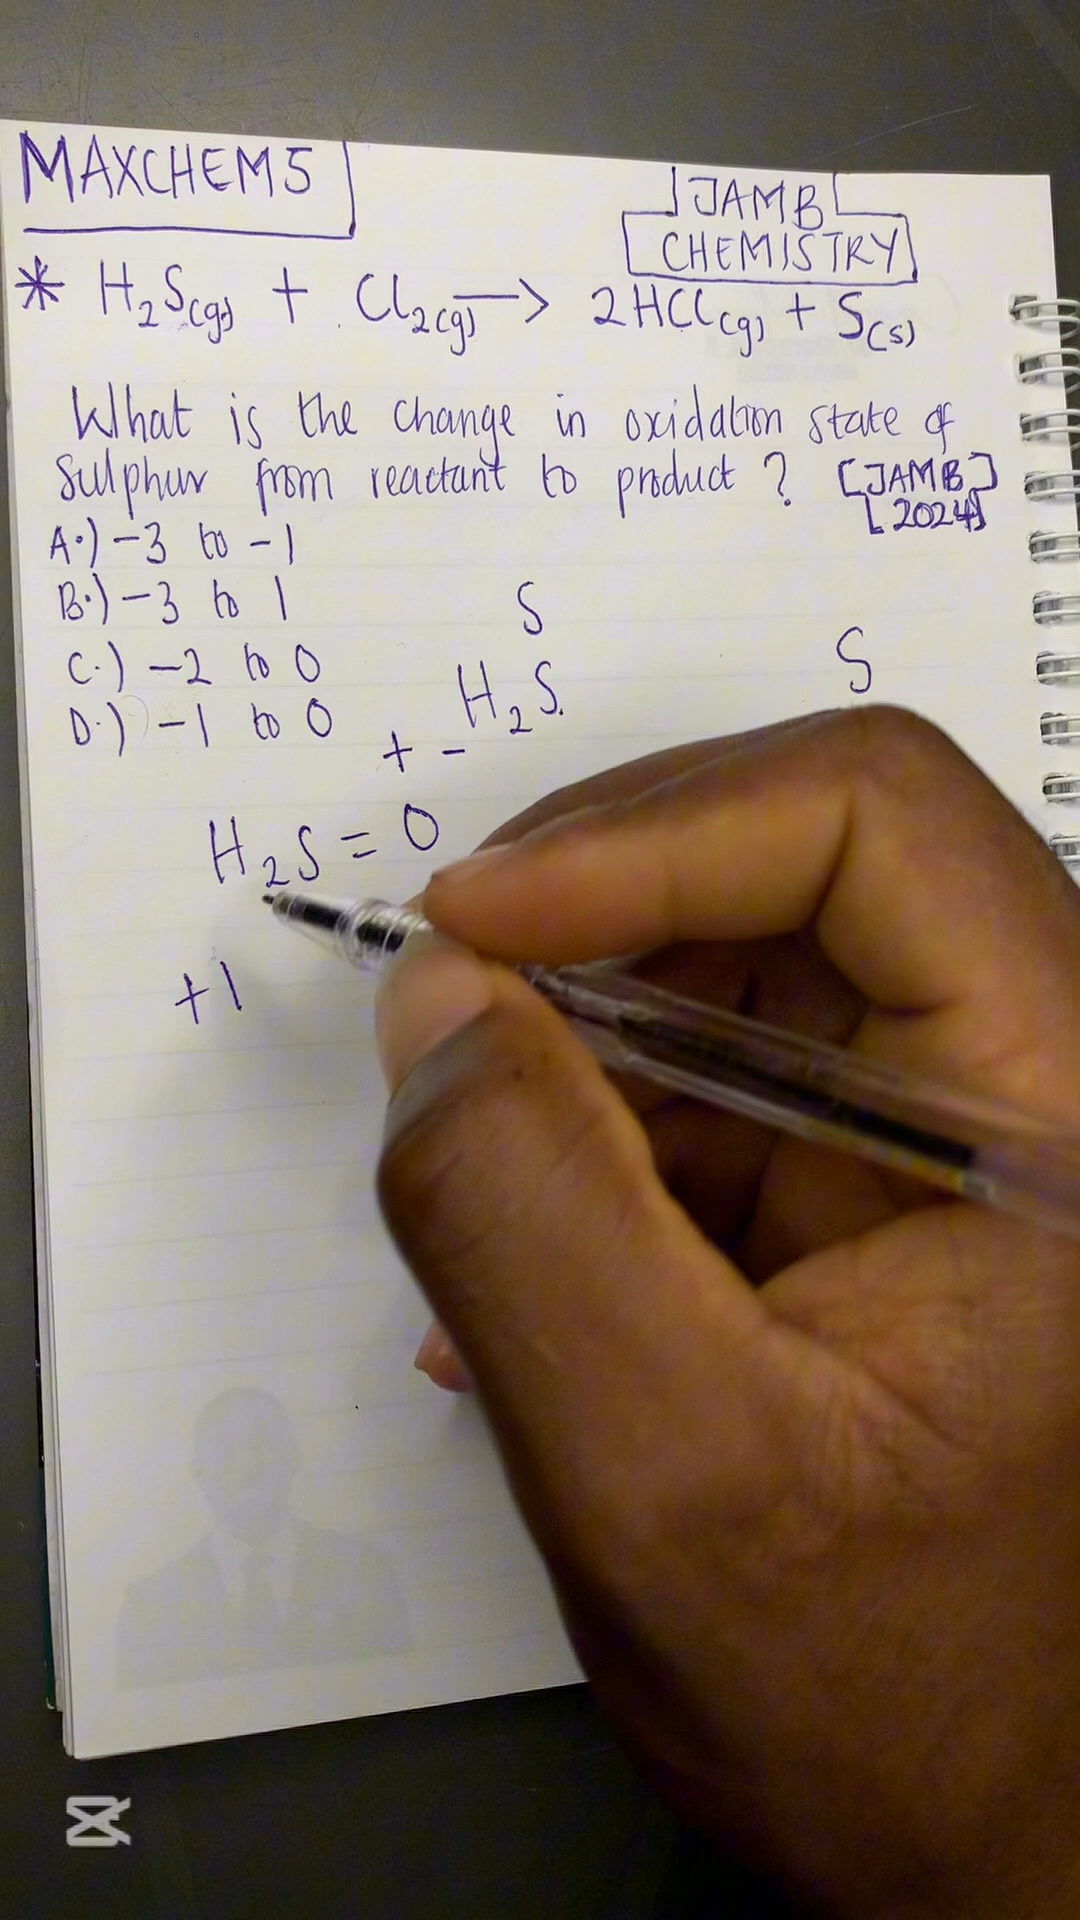 MAXCHEM5
JAMB
CHEMISTRY
* H₂S(g) + Cl₂(g) → 2HCl(g) + S(s)
What is the change in oxidation state of
Sulphur from reactant to product ? [JAMB]
[2024]
A.) -3 to -1
B.) -3 to 1
C.) -2 to 0
D.) -1 to 0
S
H₂S
S
+ -
H₂S = 0
+1